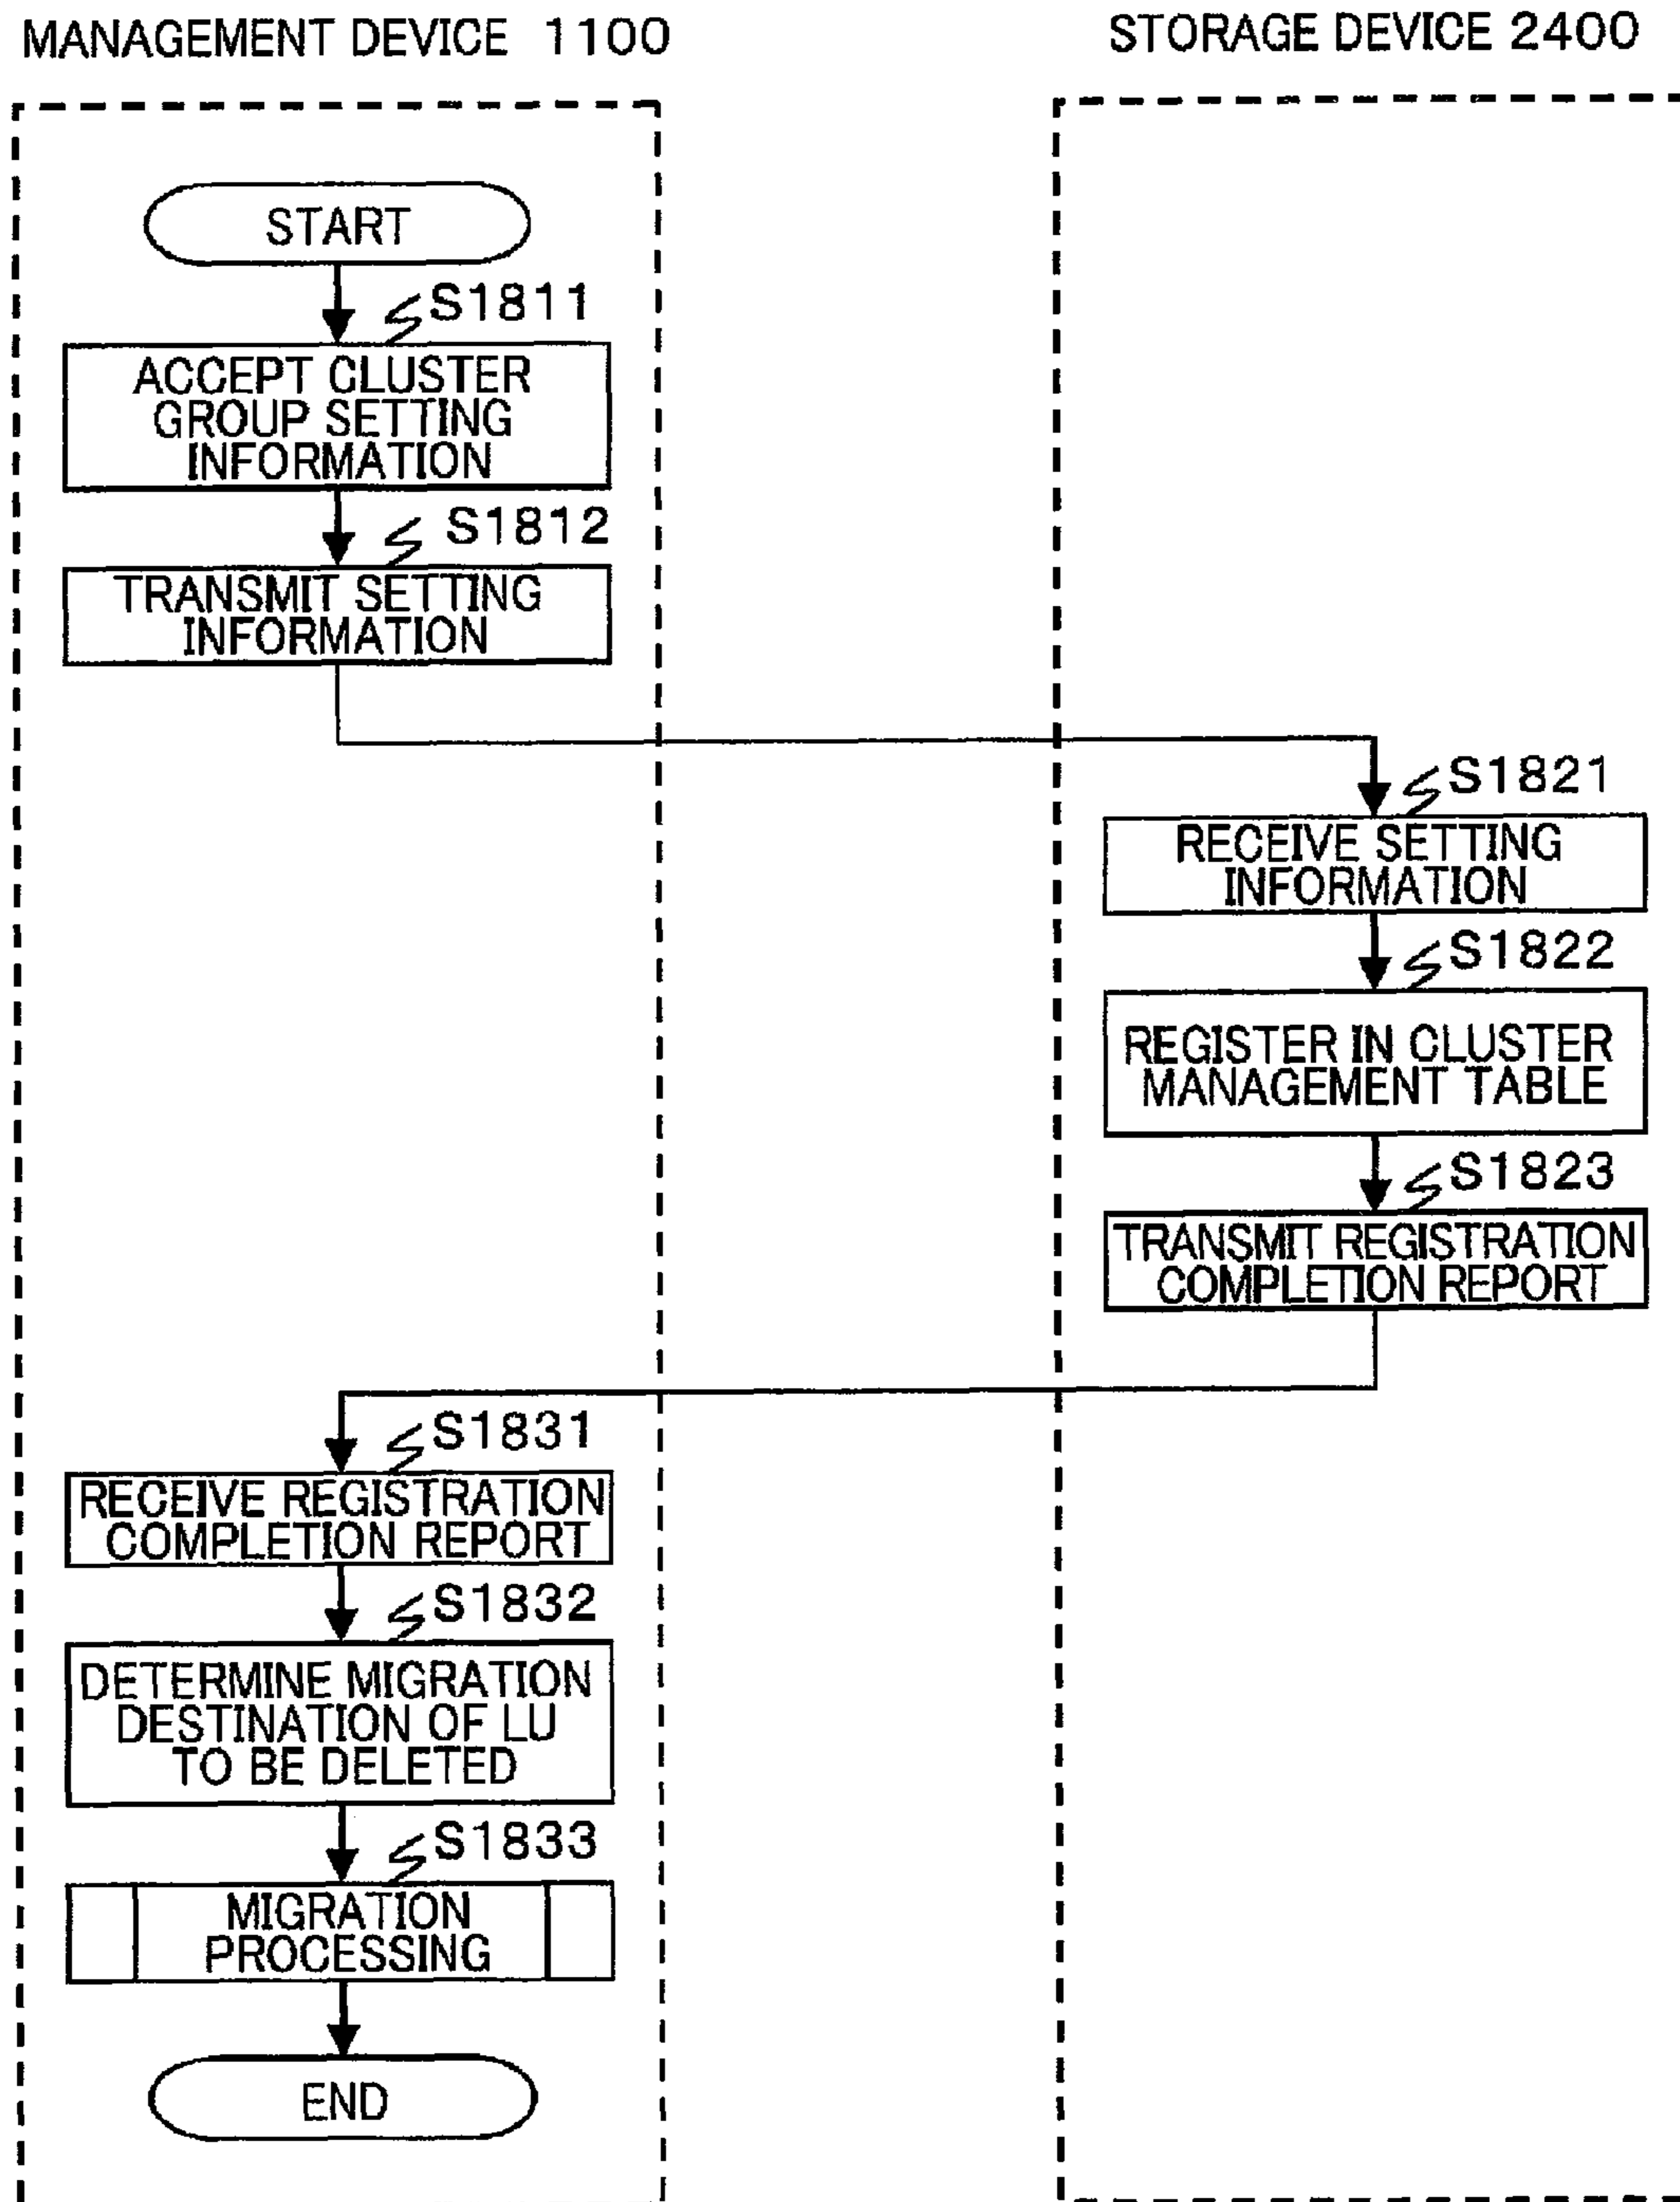 MANAGEMENT DEVICE 1100
STORAGE DEVICE 2400
START
S1811
ACCEPT CLUSTER
GROUP SETTING
INFORMATION
S1812
TRANSMIT SETTING
INFORMATION
S1821
RECEIVE SETTING
INFORMATION
S1822
REGISTER IN CLUSTER
MANAGEMENT TABLE
S1823
TRANSMIT REGISTRATION
COMPLETION REPORT
S1831
RECEIVE REGISTRATION
COMPLETION REPORT
S1832
DETERMINE MIGRATION
DESTINATION OF LU
TO BE DELETED
S1833
MIGRATION
PROCESSING
END